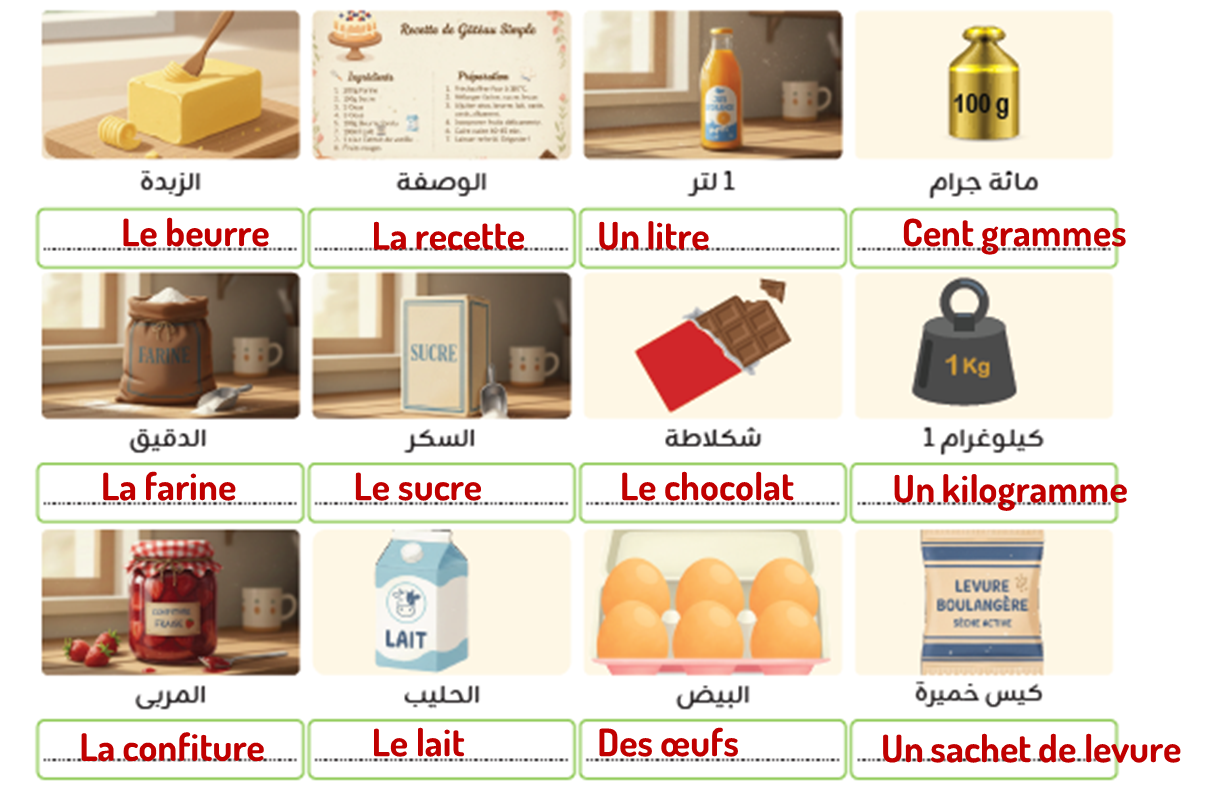 Recette de Gâteau Simple
Ingrédients
Préparation
100 g
الزبدة
الوصفة
1 لتر
مائة جرام
Le beurre
La recette
Un litre
Cent grammes
FARINE
SUCRE
1 Kg
الدقيق
السكر
شكلاطة
كيلوغرام 1
La farine
Le sucre
Le chocolat
Un kilogramme
CONFITURE
FRAISE
LAIT
LEVURE
BOULANGÈRE
SÈCHE ACTIVE
المربى
الحليب
البيض
كيس خميرة
La confiture
Le lait
Des œufs
Un sachet de levure